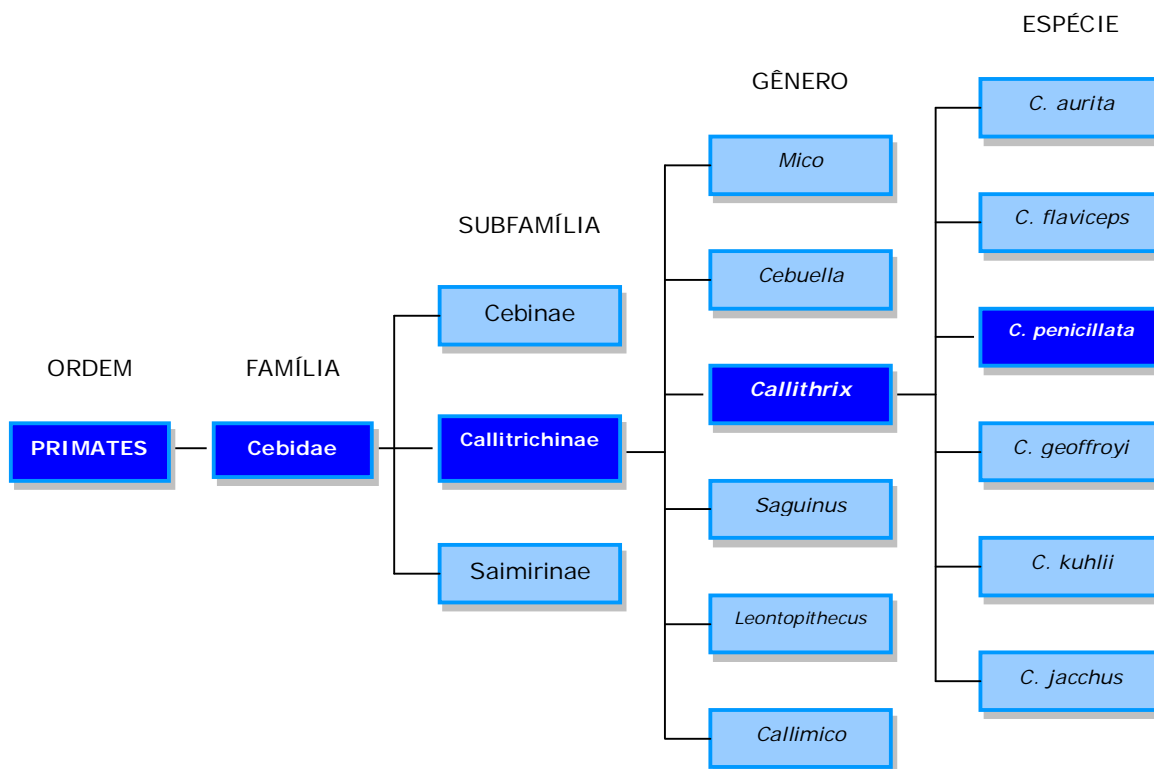 ORDEM
PRIMATES
FAMÍLIA
Cebidae
SUBFAMÍLIA
Cebinae
Callitrichinae
Saimirinae
GÊNERO
Mico
Cebuella
Callithrix
Saguinus
Leontopithecus
Callimico
ESPÉCIE
C. aurita
C. flaviceps
C. penicillata
C. geoffroyi
C. kuhlii
C. jacchus